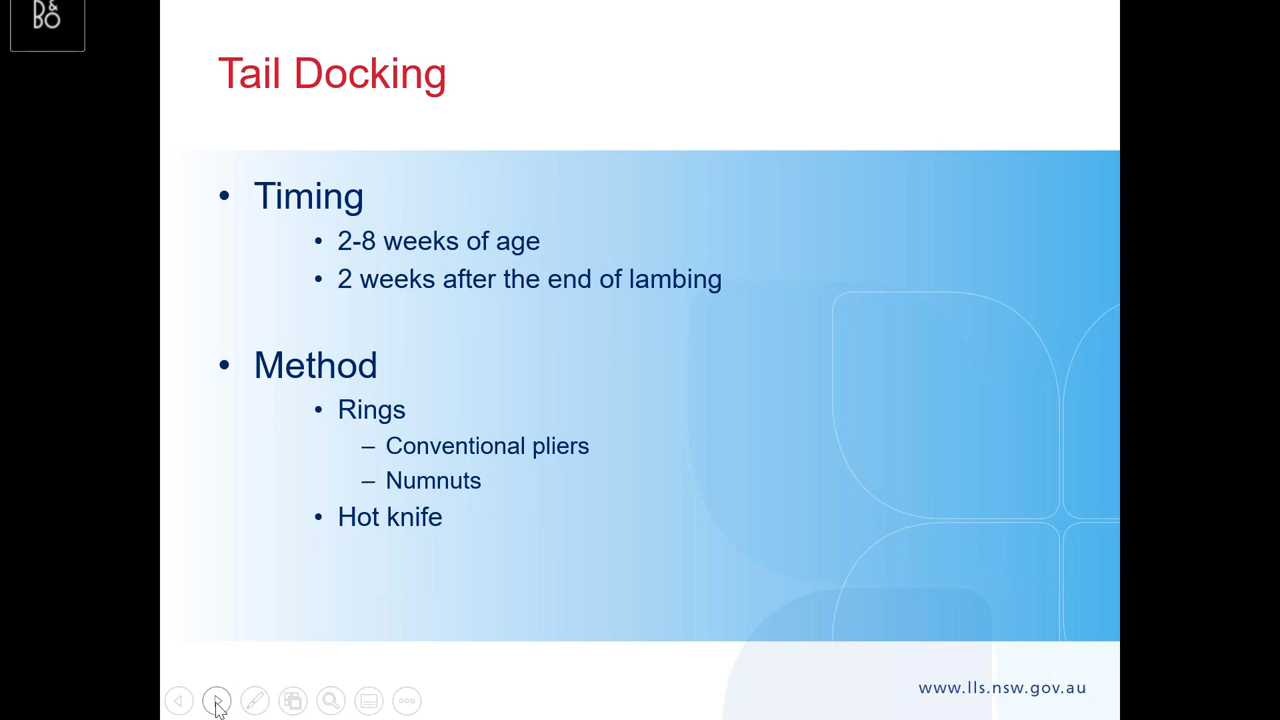 D&
BO
Tail Docking
• Timing
• 2-8 weeks of age
• 2 weeks after the end of lambing
• Method
• Rings
– Conventional pliers
– Numnuts
• Hot knife
www.lls.nsw.gov.au